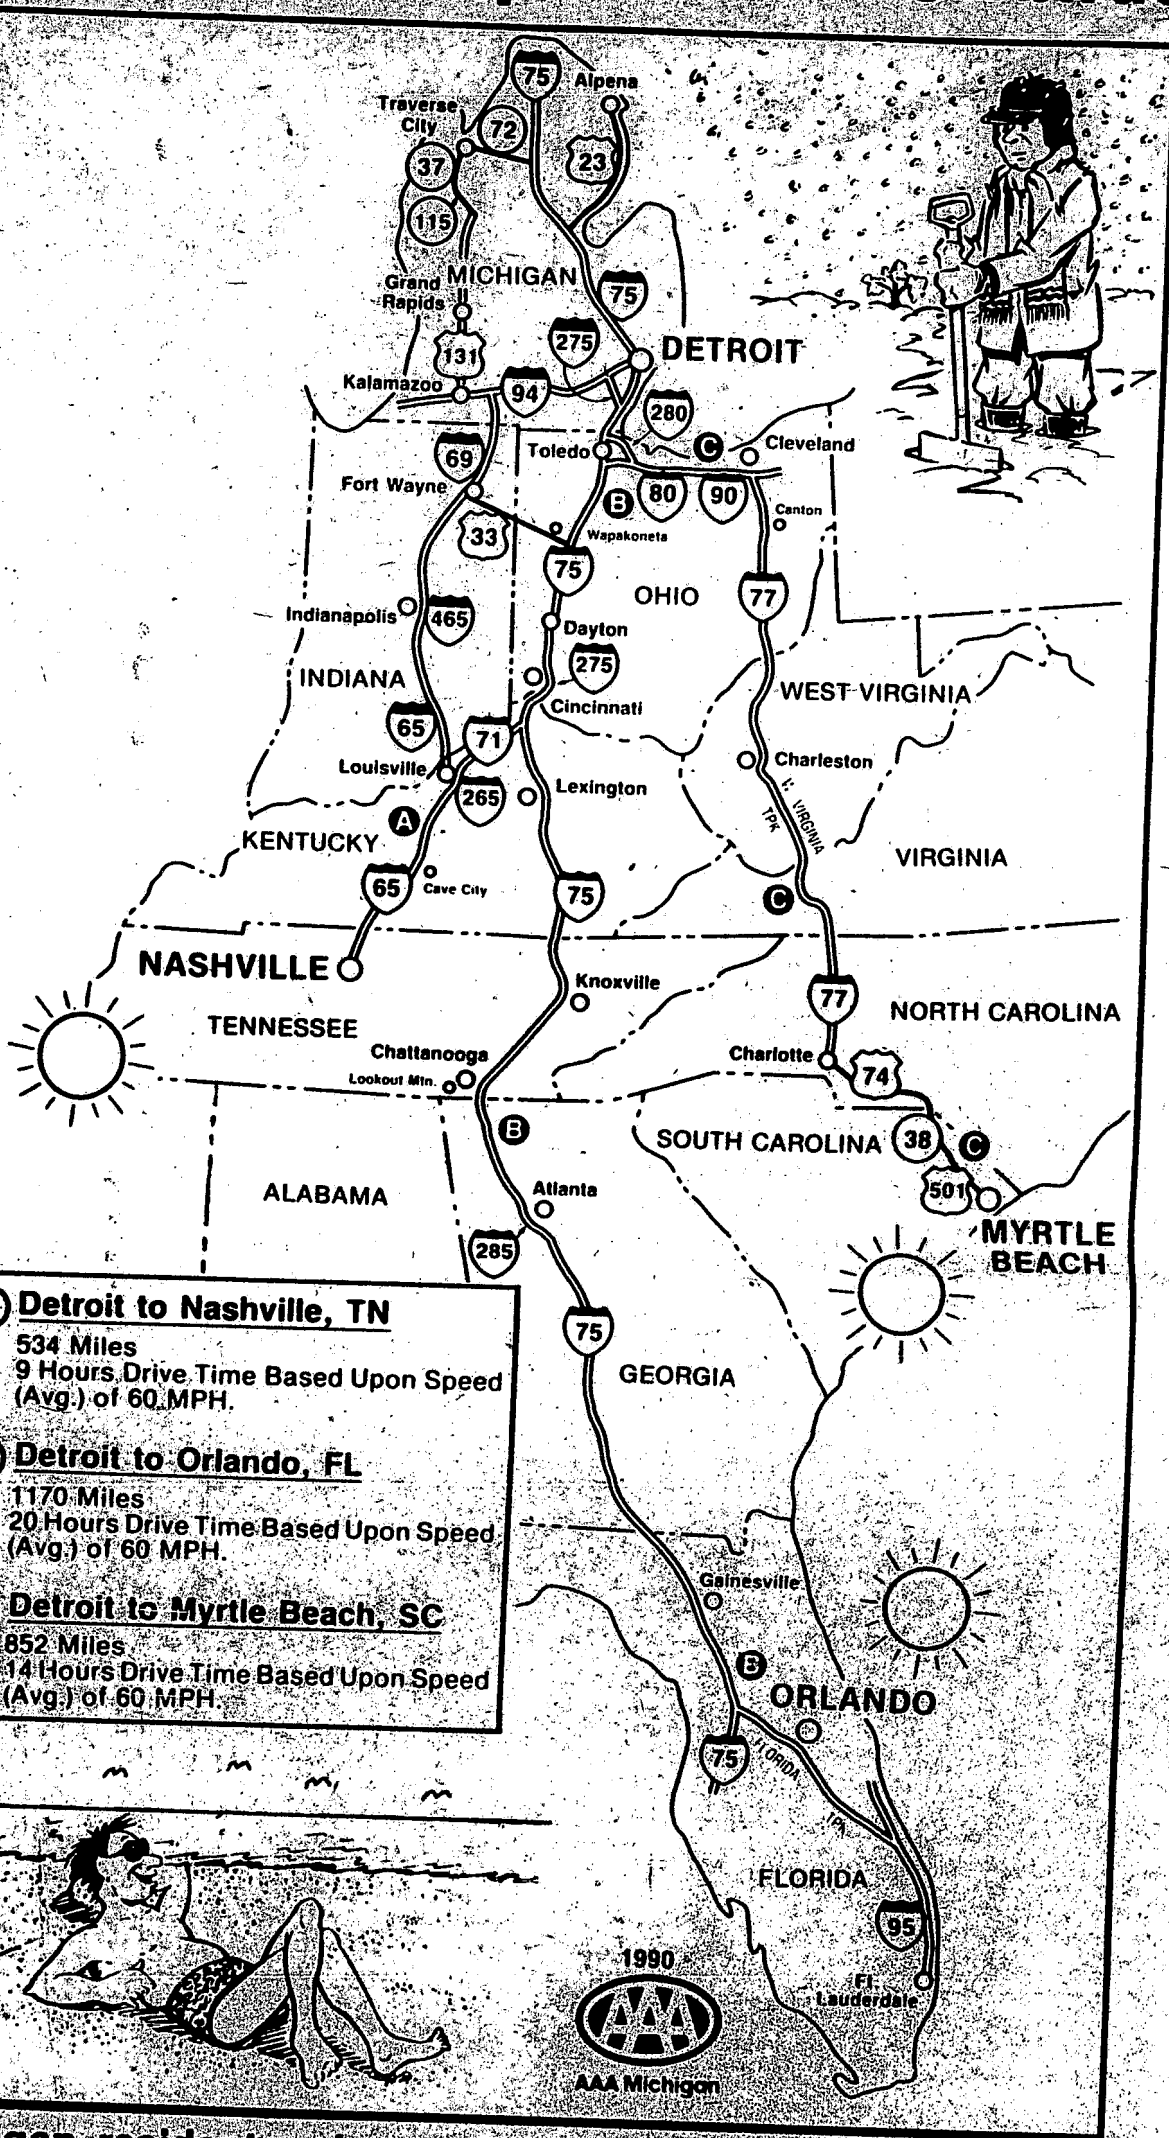 75
Alpena
Traverse
City
72
37
23
115
MICHIGAN
Grand
Rapids
75
131
275
DETROIT
Kalamazoo
94
280
69
Toledo
C
Cleveland
Fort Wayne
B
80
90
Canton
33
Wapakoneta
75
OHIO
77
Indianapolis
465
Dayton
275
INDIANA
WEST VIRGINIA
Cincinnati
65
71
Louisville
Charleston
265
Lexington
VIRGINIA
TPK
A
KENTUCKY
VIRGINIA
65
Cave City
75
C
NASHVILLE
Knoxville
77
NORTH CAROLINA
TENNESSEE
Chattanooga
Charlotte
Lookout Mtn.
74
B
SOUTH CAROLINA
38
C
ALABAMA
Atlanta
501
MYRTLE
BEACH
285
75
GEORGIA
Detroit to Nashville, TN
534 Miles
9 Hours Drive Time Based Upon Speed
(Avg.) of 60 MPH.
Detroit to Orlando, FL
1170 Miles
20 Hours Drive Time Based Upon Speed
(Avg.) of 60 MPH.
Detroit to Myrtle Beach, SC
852 Miles
14 Hours Drive Time Based Upon Speed
(Avg.) of 60 MPH.
Gainesville
B
ORLANDO
75
FLORIDA
TPK
FLORIDA
95
Ft
Lauderdale
1990
AAA
AAA Michigan